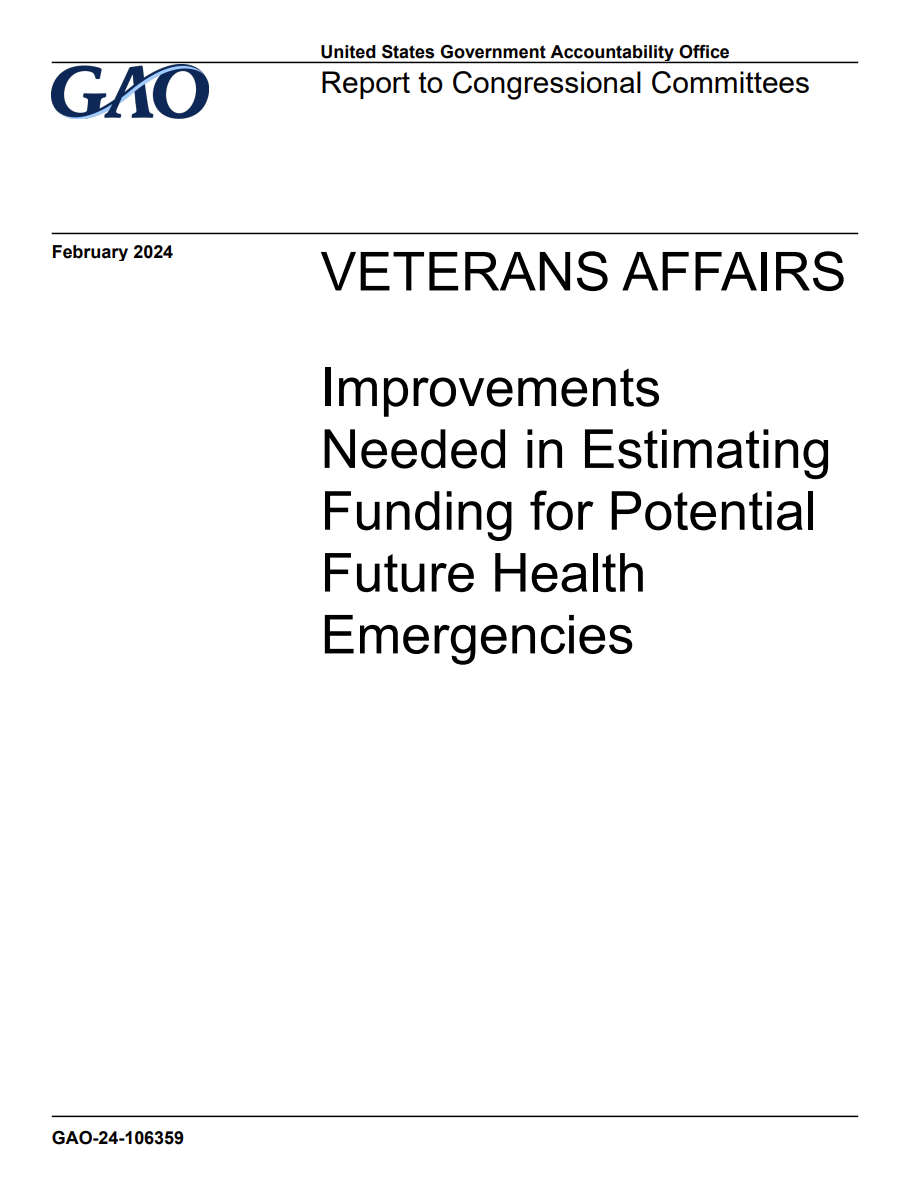 United States Government Accountability Office
GAO
Report to Congressional Committees
February 2024
VETERANS AFFAIRS
Improvements
Needed in Estimating
Funding for Potential
Future Health
Emergencies
GAO-24-106359